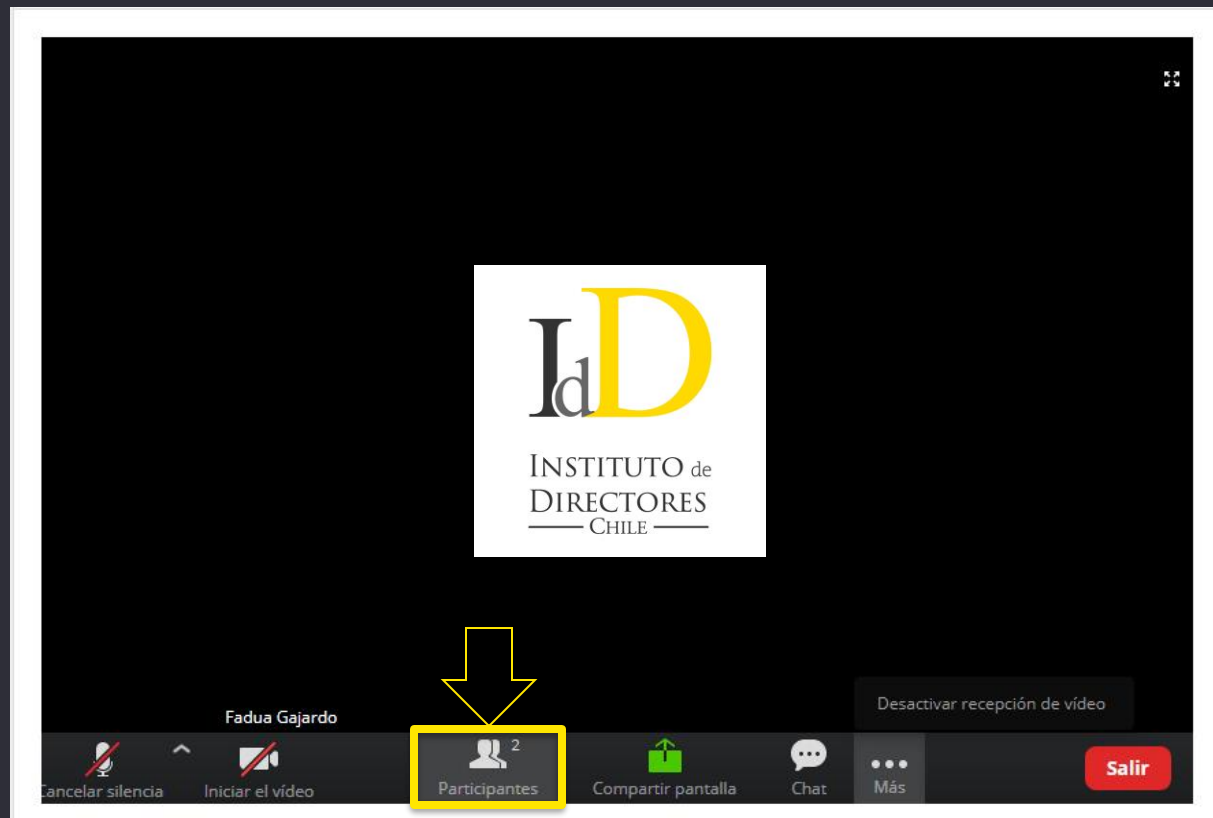 IdD
INSTITUTO de
DIRECTORES
CHILE
Desactivar recepción de vídeo
Fadua Gajardo
2
Cancelar silencia
Iniciar el vídeo
Participantes
Compartir pantalla
Chat
Más
Salir